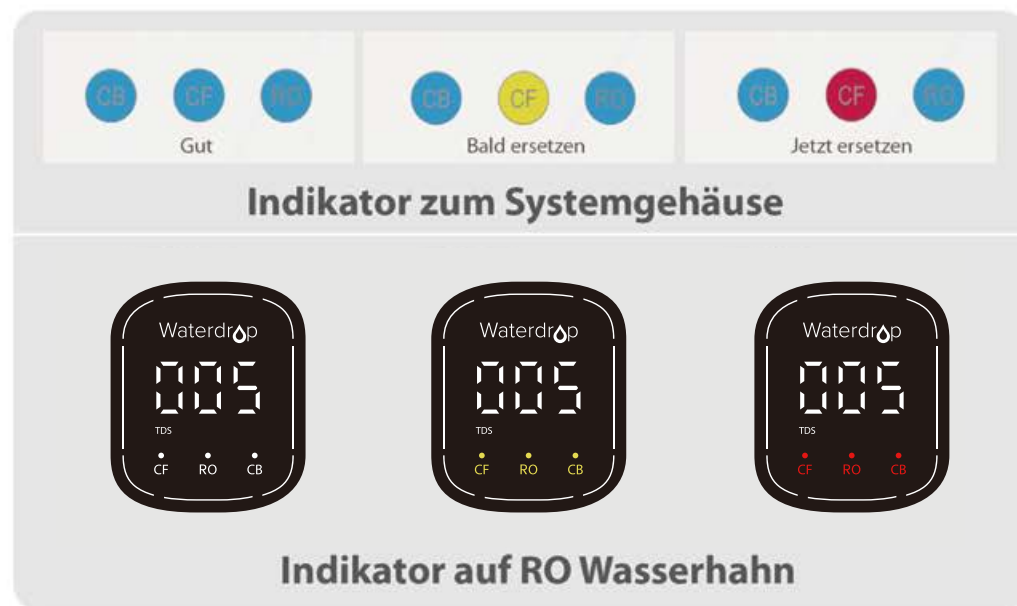 CB CF RO
Gut
CB CF RO
Bald ersetzen
CB CF RO
Jetzt ersetzen
Indikator zum Systemgehäuse
Waterdrop
005
TDS
CF RO CB
Waterdrop
005
TDS
CF RO CB
Waterdrop
005
TDS
CF RO CB
Indikator auf RO Wasserhahn